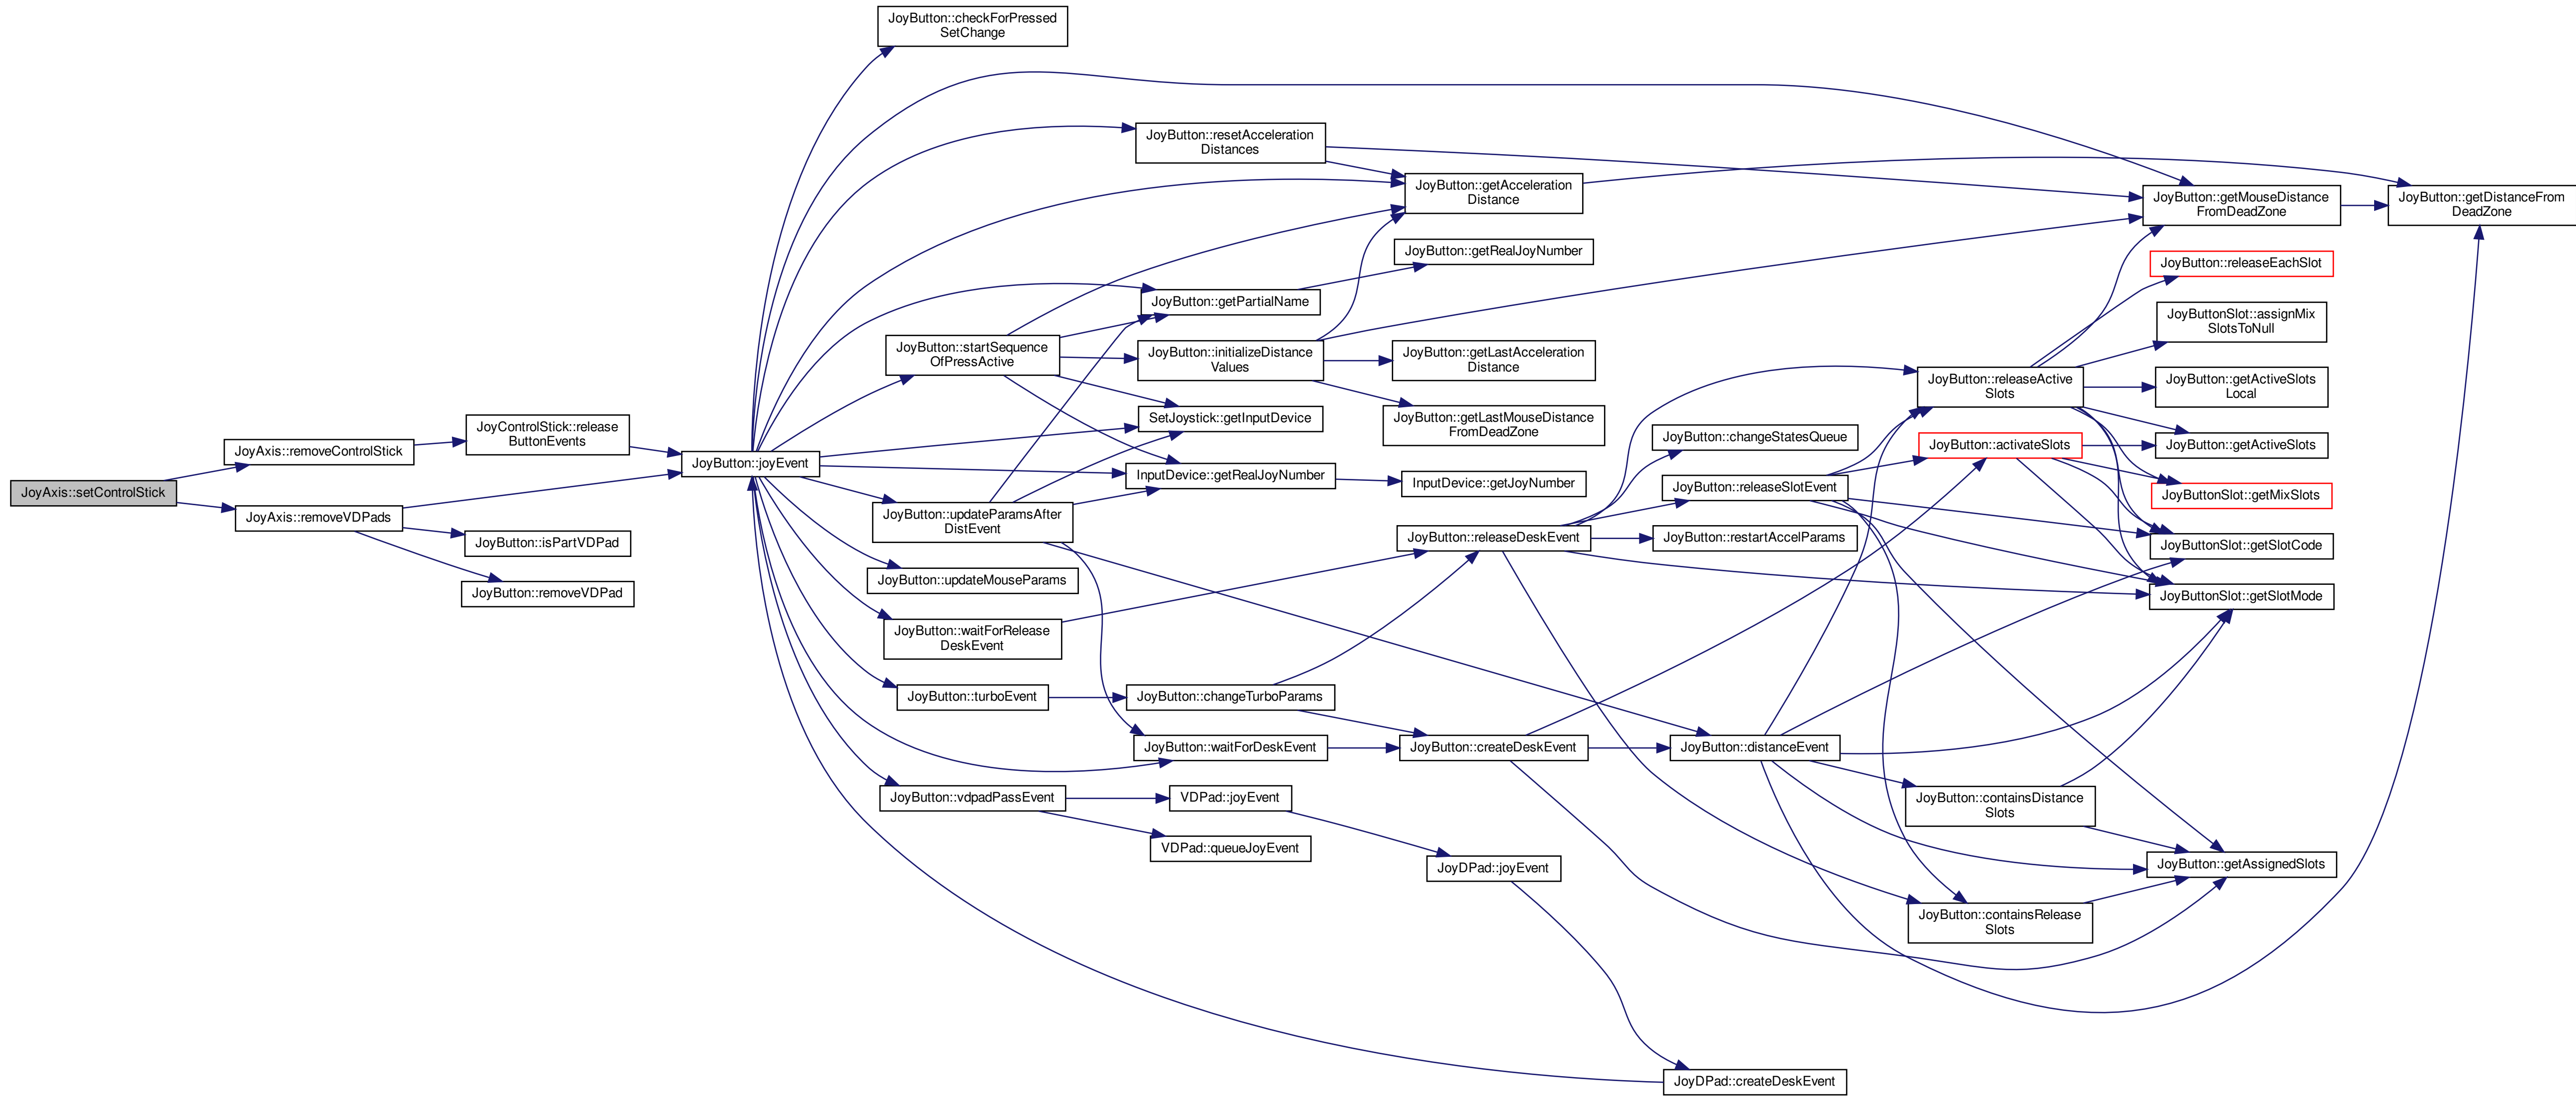 JoyAxis::setControlStick
JoyAxis::removeControlStick
JoyAxis::removeVDPads
JoyControlStick::release
ButtonEvents
JoyButton::isPartVDPad
JoyButton::removeVDPad
JoyButton::joyEvent
JoyButton::checkForPressed
SetChange
JoyButton::startSequence
OfPressActive
JoyButton::updateParamsAfter
DistEvent
JoyButton::updateMouseParams
JoyButton::waitForRelease
DeskEvent
JoyButton::turboEvent
JoyButton::vdpadPassEvent
JoyButton::resetAcceleration
Distances
JoyButton::getPartialName
JoyButton::initializeDistance
Values
SetJoystick::getInputDevice
InputDevice::getRealJoyNumber
JoyButton::changeTurboParams
JoyButton::waitForDeskEvent
VDPad::joyEvent
VDPad::queueJoyEvent
JoyButton::getAcceleration
Distance
JoyButton::getRealJoyNumber
JoyButton::getLastAcceleration
Distance
JoyButton::getLastMouseDistance
FromDeadZone
InputDevice::getJoyNumber
JoyButton::releaseDeskEvent
JoyButton::createDeskEvent
JoyDPad::joyEvent
JoyButton::changeStatesQueue
JoyButton::releaseSlotEvent
JoyButton::restartAccelParams
JoyButton::distanceEvent
JoyDPad::createDeskEvent
JoyButton::releaseActive
Slots
JoyButton::activateSlots
JoyButton::containsDistance
Slots
JoyButton::containsRelease
Slots
JoyButton::getMouseDistance
FromDeadZone
JoyButton::releaseEachSlot
JoyButtonSlot::assignMix
SlotsToNull
JoyButton::getActiveSlots
Local
JoyButton::getActiveSlots
JoyButtonSlot::getMixSlots
JoyButtonSlot::getSlotCode
JoyButtonSlot::getSlotMode
JoyButton::getAssignedSlots
JoyButton::getDistanceFrom
DeadZone